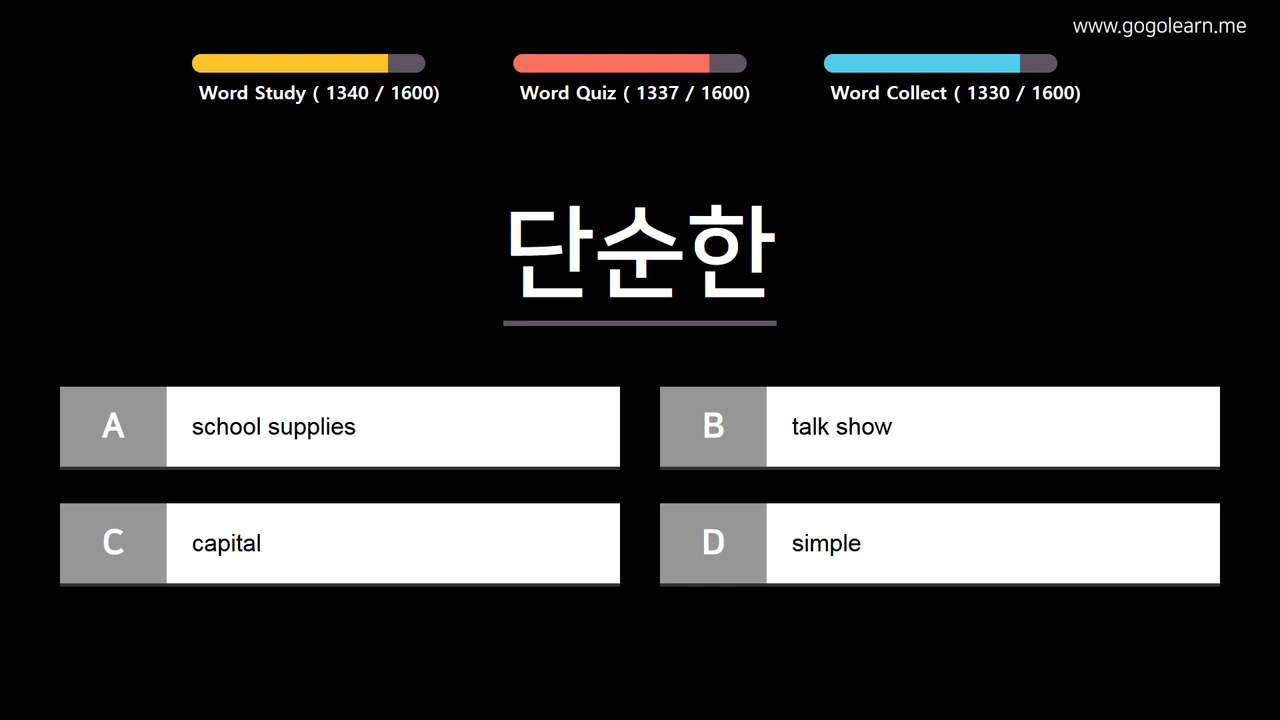 www.gogolearn.me
Word Study ( 1340 / 1600)
Word Quiz ( 1337 / 1600)
Word Collect ( 1330 / 1600)
단순한
A school supplies
B talk show
C capital
D simple